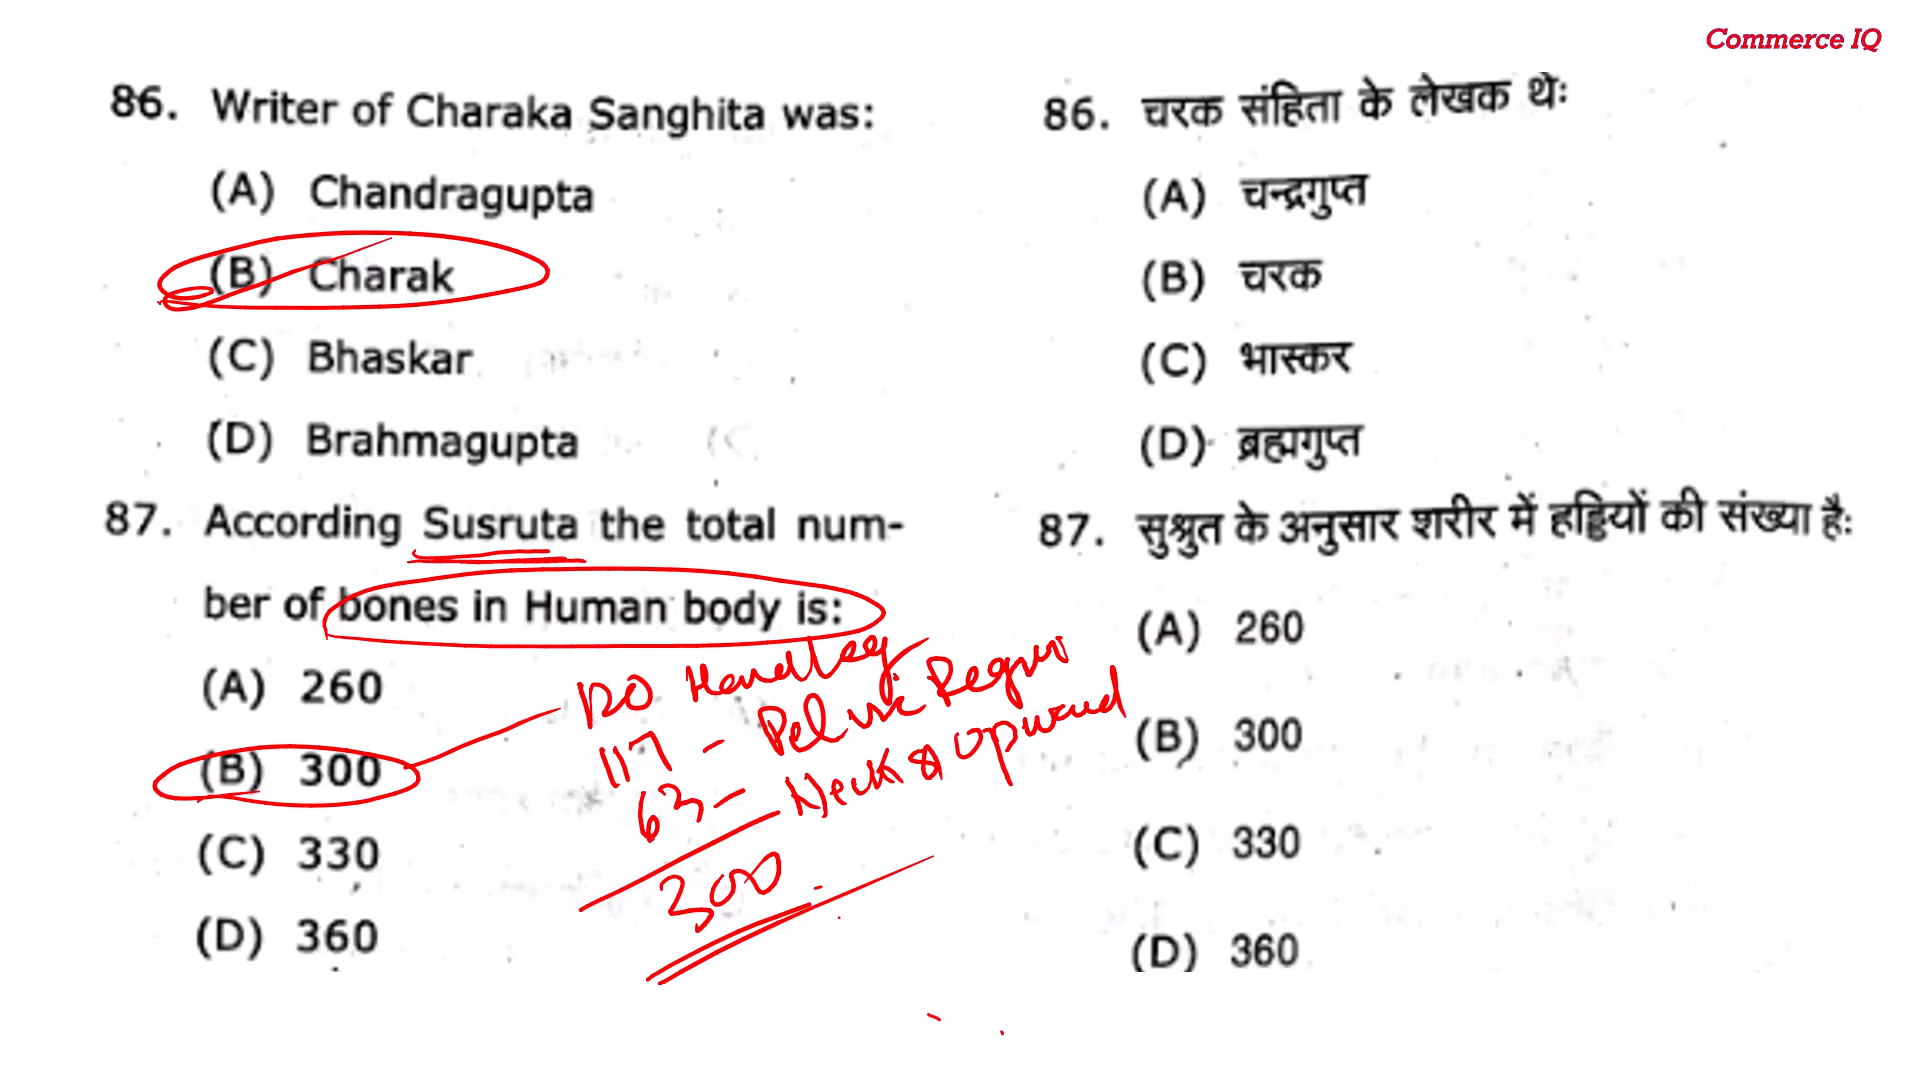 Commerce IQ
86. Writer of Charaka Sanghita was:
(A) Chandragupta
(B) Charak
(C) Bhaskar
(D) Brahmagupta
87. According Susruta the total num-
ber of bones in Human body is:
(A) 260
(B) 300
(C) 330
(D) 360
120 Hand Leg
117 - Pelvic Region
63 - Neck & Upward
300
86. चरक संहिता के लेखक थेः
(A) चन्द्रगुप्त
(B) चरक
(C) भास्कर
(D) ब्रह्मगुप्त
87. सुश्रुत के अनुसार शरीर में हड्डियों की संख्या हैः
(A) 260
(B) 300
(C) 330
(D) 360